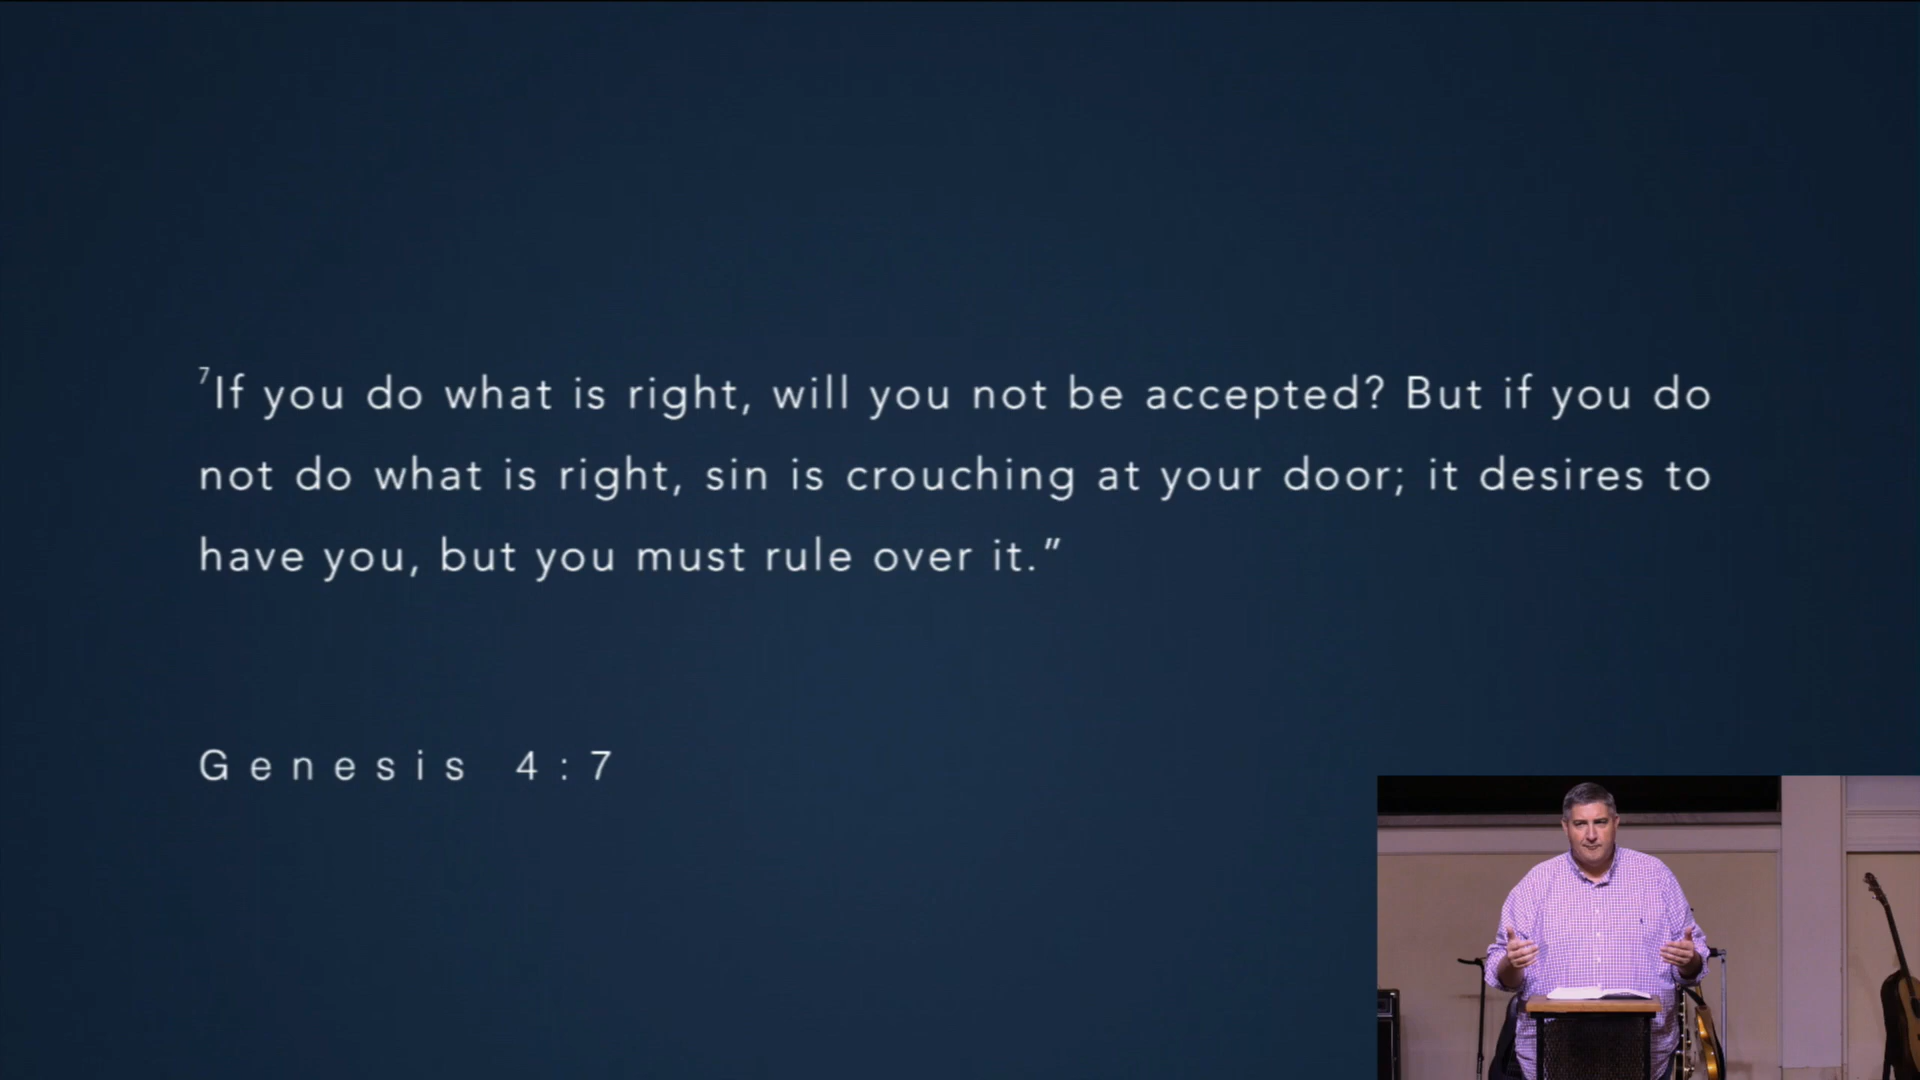 ⁷If you do what is right, will you not be accepted? But if you do
not do what is right, sin is crouching at your door; it desires to
have you, but you must rule over it.”
Genesis 4:7